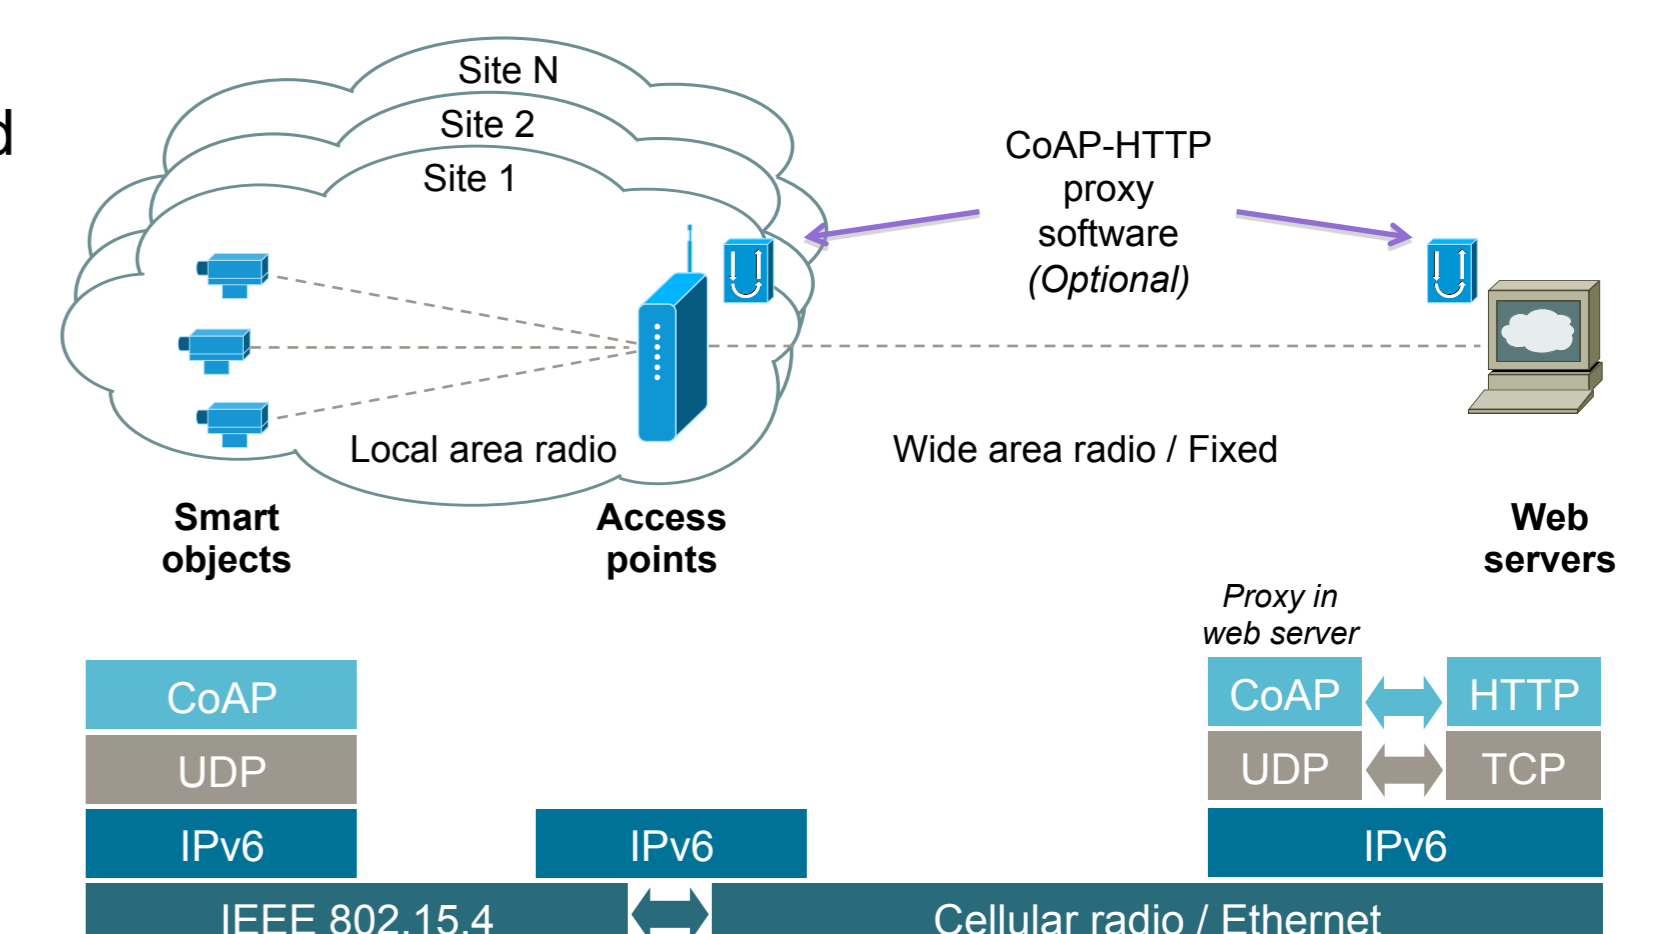 d
Site N
Site 2
Site 1
CoAP-HTTP
proxy
software
(Optional)
Local area radio
Wide area radio / Fixed
Smart
objects
Access
points
Web
servers
Proxy in
web server
CoAP
CoAP
HTTP
UDP
UDP
TCP
IPv6
IPv6
IPv6
IEEE 802.15.4
Cellular radio / Ethernet